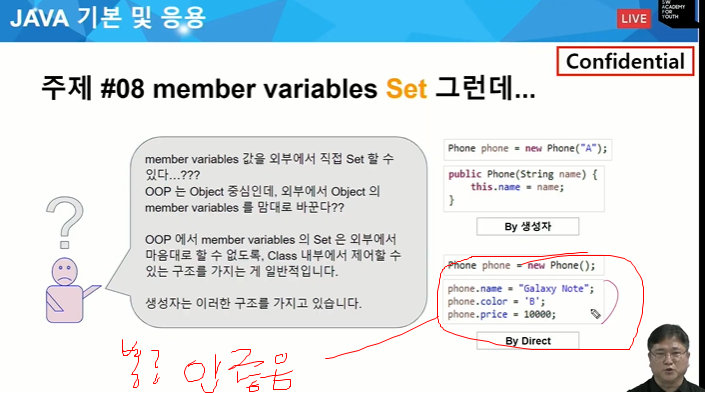 JAVA 기본 및 응용
LIVE
SW
ACADEMY
FOR
YOUTH
Confidential
주제 #08 member variables Set 그런데...
member variables 값을 외부에서 직접 Set 할 수
있다...???
OOP 는 Object 중심인데, 외부에서 Object 의
member variables 를 맘대로 바꾼다??
OOP 에서 member variables 의 Set 은 외부에서
마음대로 할 수 없도록, Class 내부에서 제어할 수
있는 구조를 가지는 게 일반적입니다.
생성자는 이러한 구조를 가지고 있습니다.
?
Phone phone = new Phone("A");
public Phone(String name) {
this.name = name;
}
By 생성자
Phone phone = new Phone();
phone.name = "Galaxy Note";
phone.color = 'B';
phone.price = 10000;
By Direct
별로 안좋음